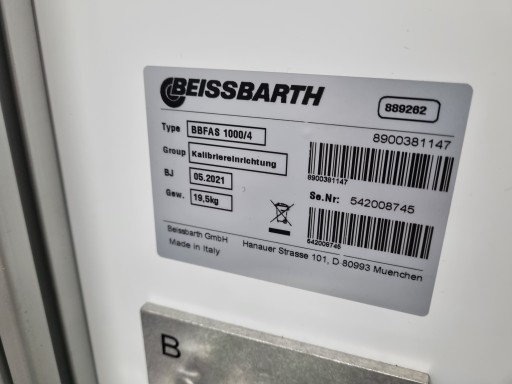 BEISSBARTH
889262
Type BBFAS 1000/4
8900381147
Group Kalibriereinrichtung
8900381147
BJ 05.2021
Se.Nr: 542008745
Gew. 19,5kg
542008745
Beissbarth GmbH Hanauer Strasse 101, D 80993 Muenchen
Made in Italy
B